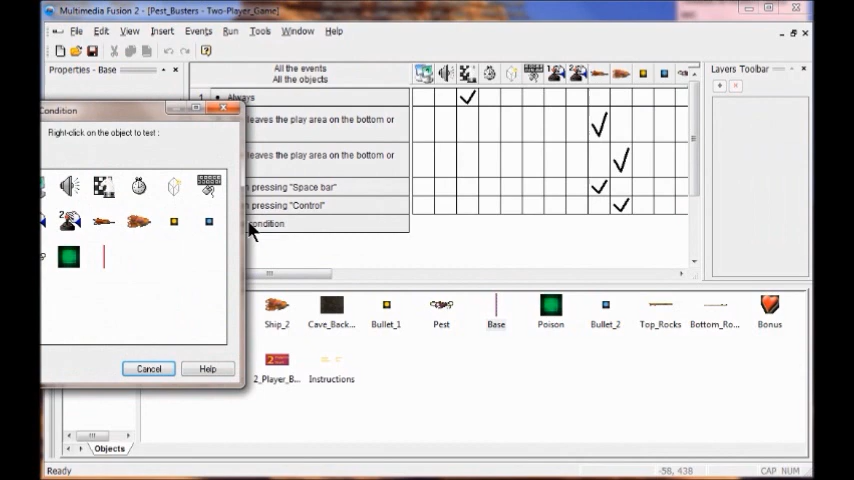 Multimedia Fusion 2 - [Pest_Busters - Two-Player_Game]
File Edit View Insert Events Run Tools Window Help
Properties - Base
All the events
All the objects
Layers Toolbar
1 • Always
Condition
leaves the play area on the bottom or
Right-click on the object to test :
leaves the play area on the bottom or
pressing "Space bar"
pressing "Control"
condition
Ship_2 Cave_Back... Bullet_1 Pest Base Poison Bullet_2 Top_Rocks Bottom_Ro... Bonus
Cancel Help
2_Player_B... Instructions
Objects
Ready -58, 438 CAP NUM